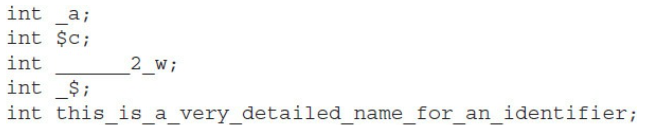 int _a;
int $c;
int ______2_w;
int _$;
int this_is_a_very_detailed_name_for_an_identifier;